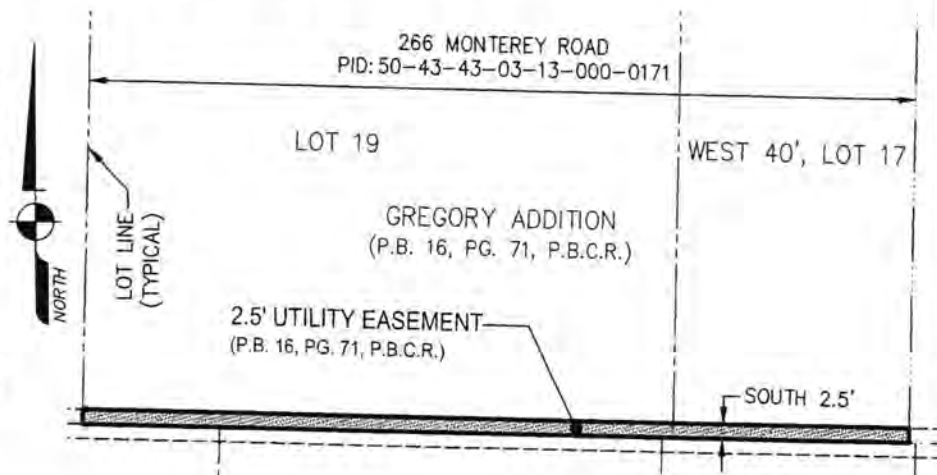 266 MONTEREY ROAD
PID: 50-43-43-03-13-000-0171
LOT 19
WEST 40', LOT 17
LOT LINE
(TYPICAL)
GREGORY ADDITION
(P.B. 16, PG. 71, P.B.C.R.)
NORTH
2.5' UTILITY EASEMENT
(P.B. 16, PG. 71, P.B.C.R.)
SOUTH 2.5'